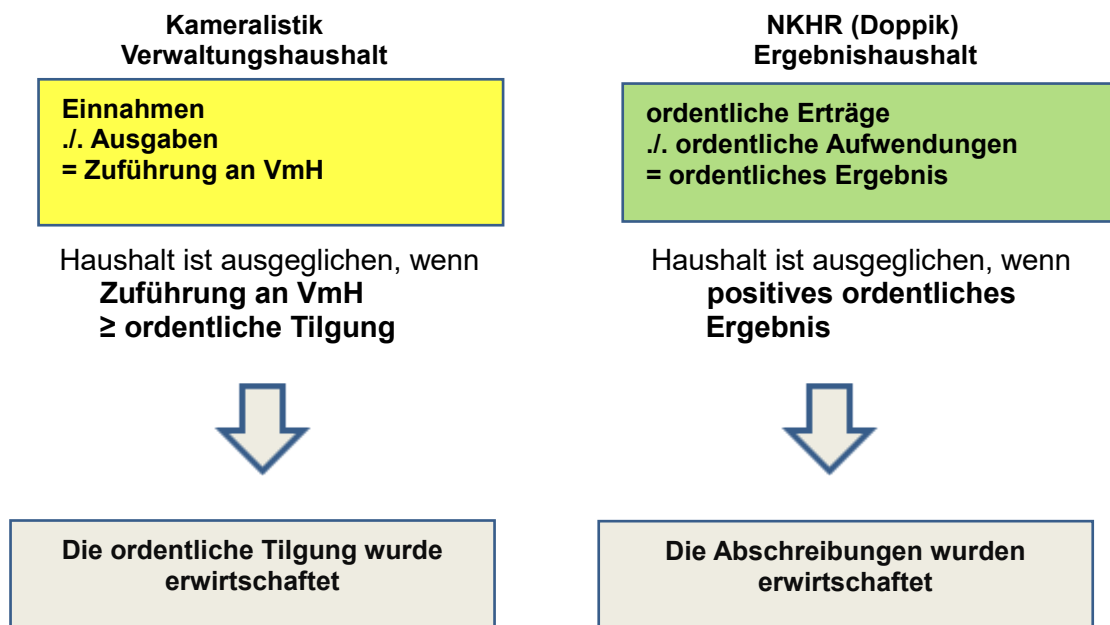 Kameralistik
Verwaltungshaushalt
Einnahmen
./. Ausgaben
= Zuführung an VmH
Haushalt ist ausgeglichen, wenn
Zuführung an VmH
≥ ordentliche Tilgung
Die ordentliche Tilgung wurde
erwirtschaftet
NKHR (Doppik)
Ergebnishaushalt
ordentliche Erträge
./. ordentliche Aufwendungen
= ordentliches Ergebnis
Haushalt ist ausgeglichen, wenn
positives ordentliches
Ergebnis
Die Abschreibungen wurden
erwirtschaftet